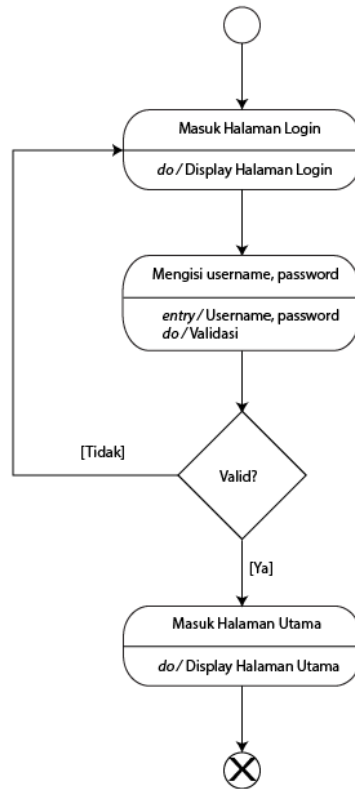 Masuk Halaman Login
do/ Display Halaman Login
Mengisi username, password
entry/ Username, password
do/ Validasi
[Tidak]
Valid?
[Ya]
Masuk Halaman Utama
do/ Display Halaman Utama